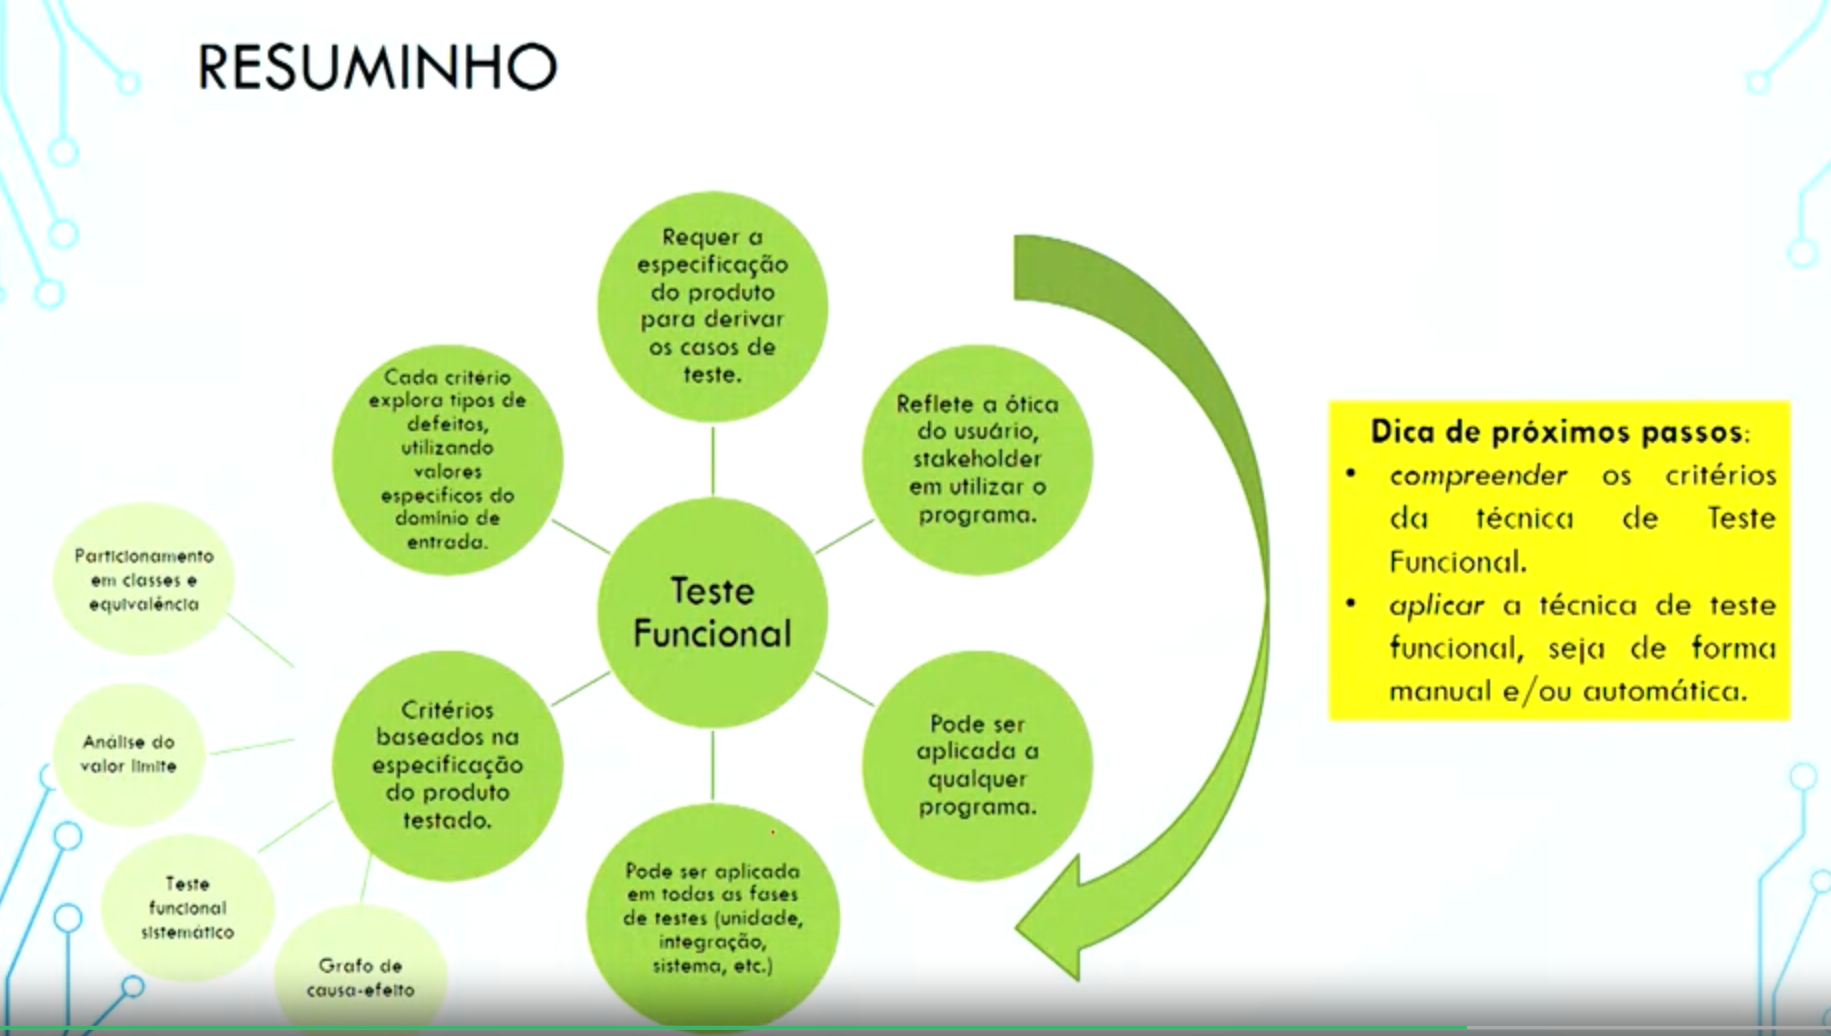 RESUMINHO
Requer a
especificação
do produto
para derivar
os casos de
teste.
Reflete a ótica
do usuário,
stakeholder
em utilizar o
programa.
Pode ser
aplicada a
qualquer
programa.
Pode ser aplicada
em todas as fases
de testes (unidade,
integração,
sistema, etc.)
Critérios
baseados na
especificação
do produto
testado.
Cada critério
explora tipos de
defeitos,
utilizando
valores
especificos do
domínio de
entrada.
Teste
Funcional
Particionamento
em classes e
equivalência
Análise do
valor limite
Teste
funcional
sistemático
Grafo de
causa-efeito
Dica de próximos passos:
• compreender os critérios
da técnica de Teste
Funcional.
• aplicar a técnica de teste
funcional, seja de forma
manual e/ou automática.